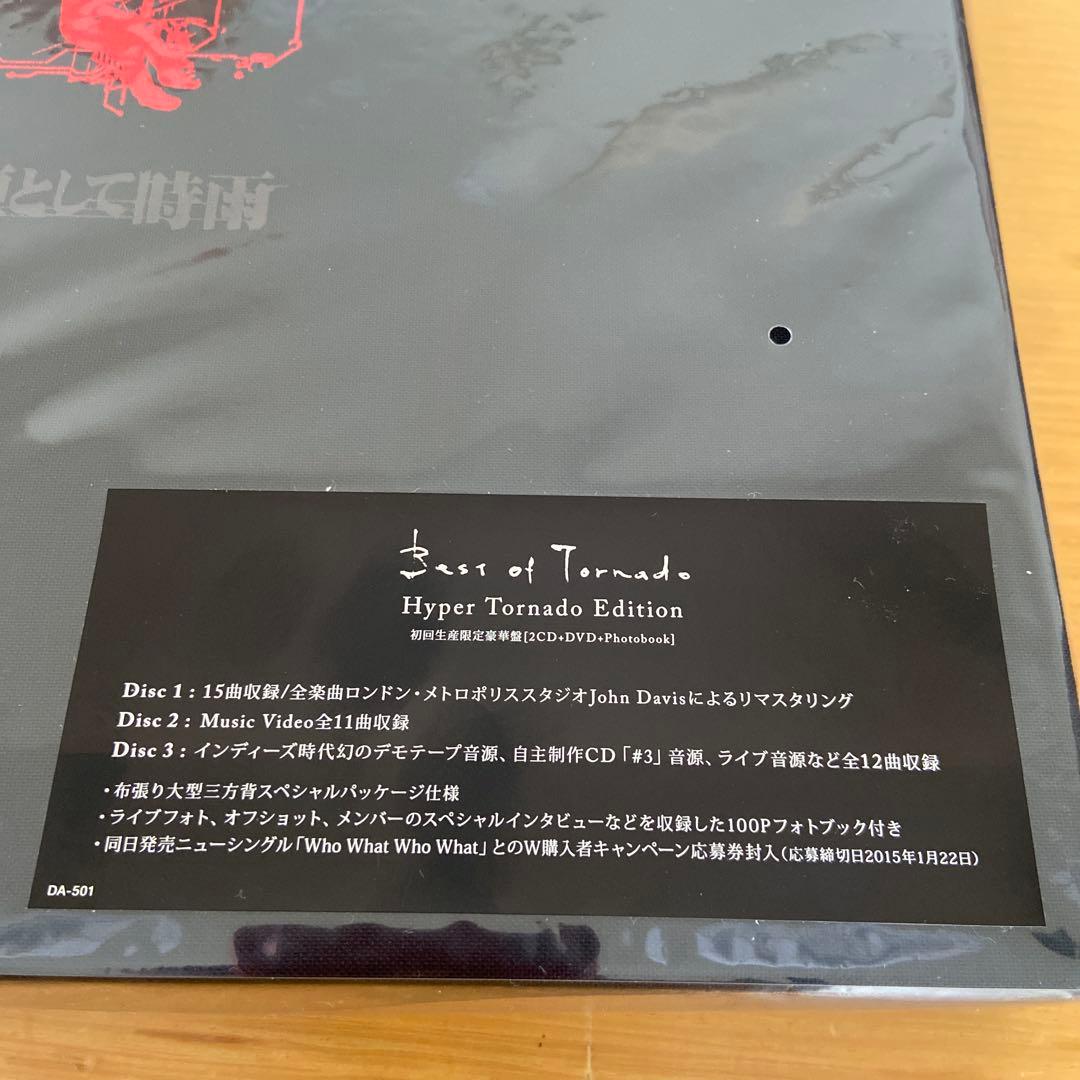 として時雨
Best of Tornado
Hyper Tornado Edition
初回生産限定豪華盤[2CD+DVD+Photobook]
Disc 1 : 15曲収録/全楽曲ロンドン・メトロポリススタジオJohn Davisによるリマスタリング
Disc 2 : Music Video全11曲収録
Disc 3 : インディーズ時代幻のデモテープ音源、自主制作CD「#3」音源、ライブ音源など全12曲収録
・布張り大型三方背スペシャルパッケージ仕様
・ライブフォト、オフショット、メンバーのスペシャルインタビューなどを収録した100Pフォトブック付き
・同日発売ニューシングル「Who What Who What」とのW購入者キャンペーン応募券封入(応募締切日2015年1月22日)
DA-501